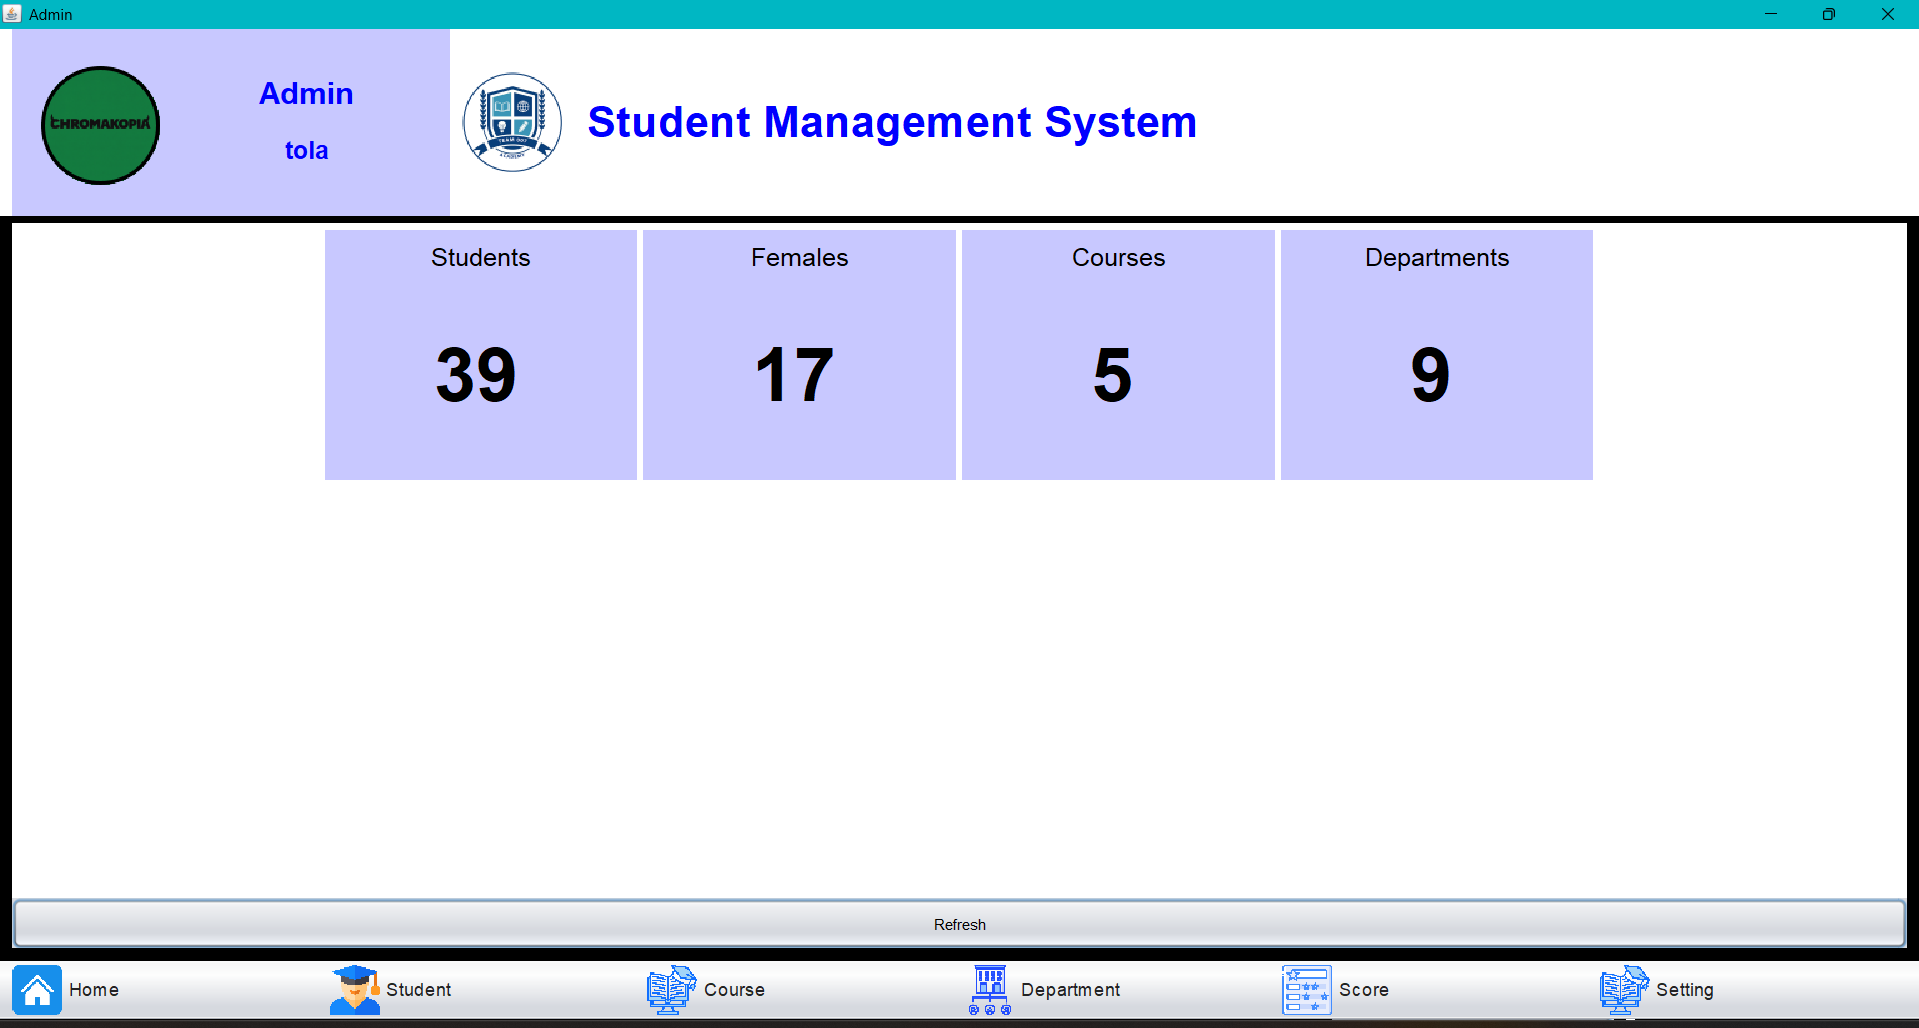 Admin
CHROMAKOPIA
Admin
tola
Student Management System
Students
Females
Courses
Departments
39
17
5
9
Refresh
Home
Student
Course
Department
Score
Setting